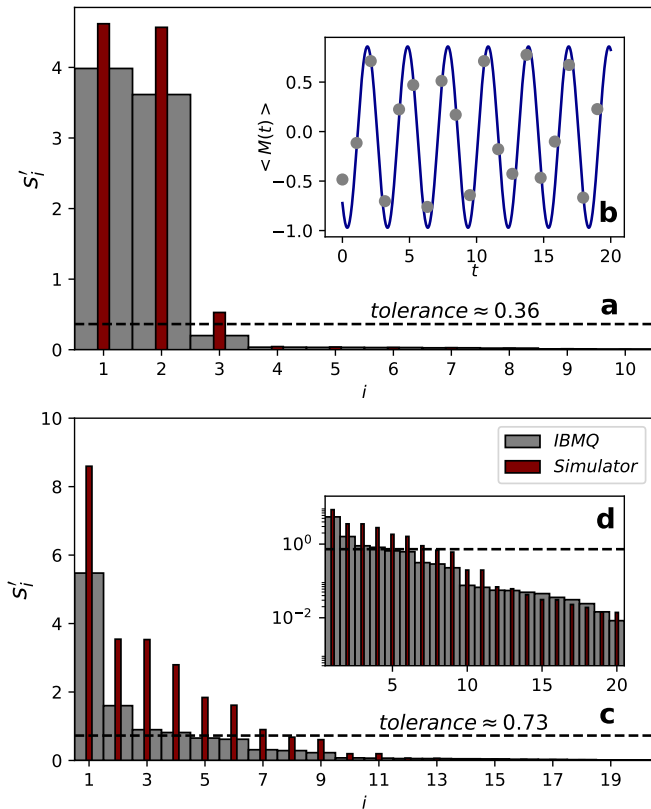 4
3
2
1
0
s′ᵢ
0.5
0.0
−0.5
−1.0
< M(t) >
0 5 10 15 20
t
b
a
tolerance ≈ 0.36
1 2 3 4 5 6 7 8 9 10
i
10
8
6
4
2
0
s′ᵢ
IBMQ
Simulator
d
10⁰
10⁻²
5 10 15 20
tolerance ≈ 0.73
c
1 3 5 7 9 11 13 15 17 19
i